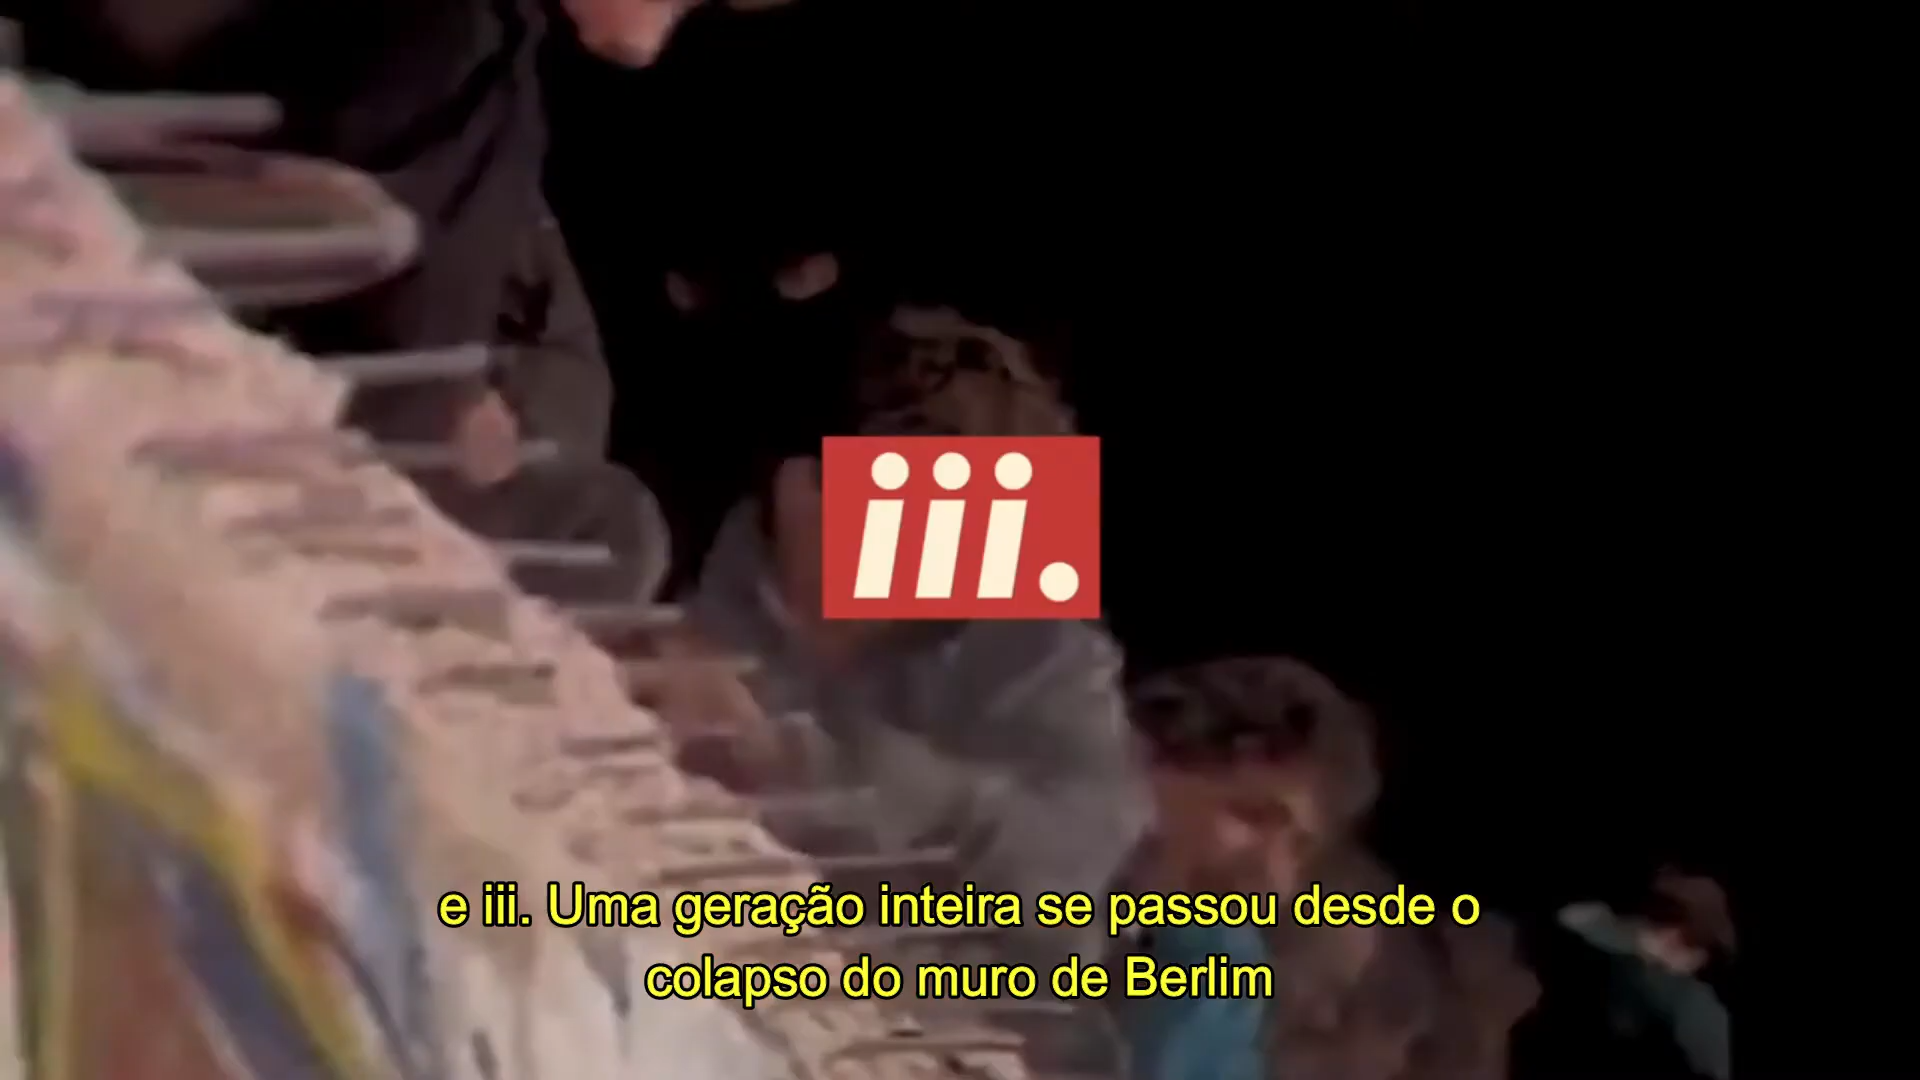 iii.
e iii. Uma geração inteira se passou desde o
colapso do muro de Berlim